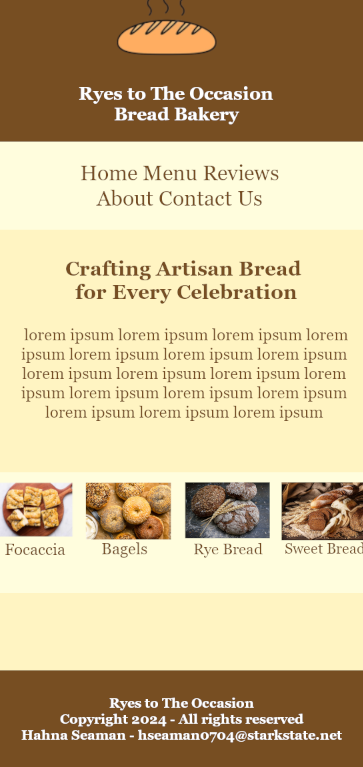 Ryes to The Occasion
Bread Bakery
Home Menu Reviews
About Contact Us
Crafting Artisan Bread
for Every Celebration
lorem ipsum lorem ipsum lorem ipsum lorem
ipsum lorem ipsum lorem ipsum lorem ipsum
lorem ipsum lorem ipsum lorem ipsum lorem
ipsum lorem ipsum lorem ipsum lorem ipsum
lorem ipsum lorem ipsum lorem ipsum
Focaccia Bagels Rye Bread Sweet Bread
Ryes to The Occasion
Copyright 2024 - All rights reserved
Hahna Seaman - hseaman0704@starkstate.net